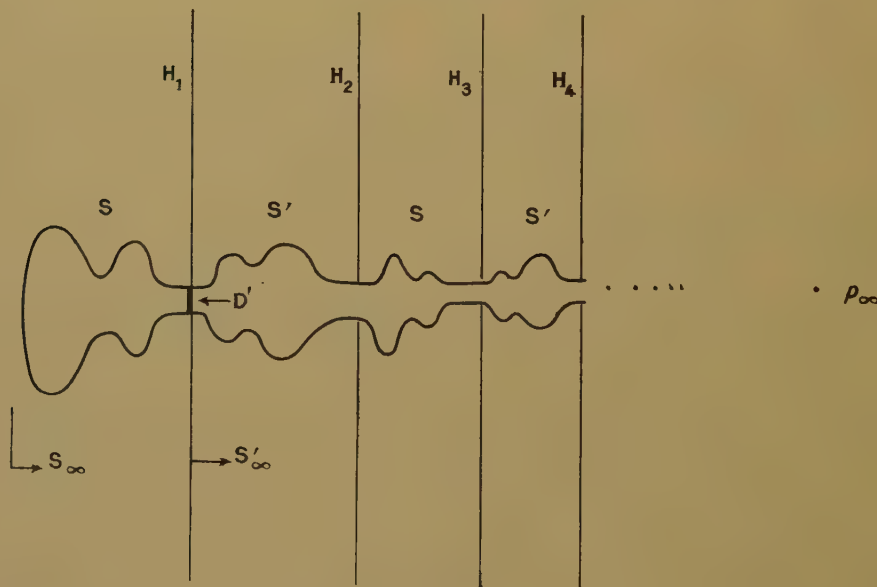 H₁ H₂ H₃ H₄
S S' S S'
D'
p∞
S∞ S'∞